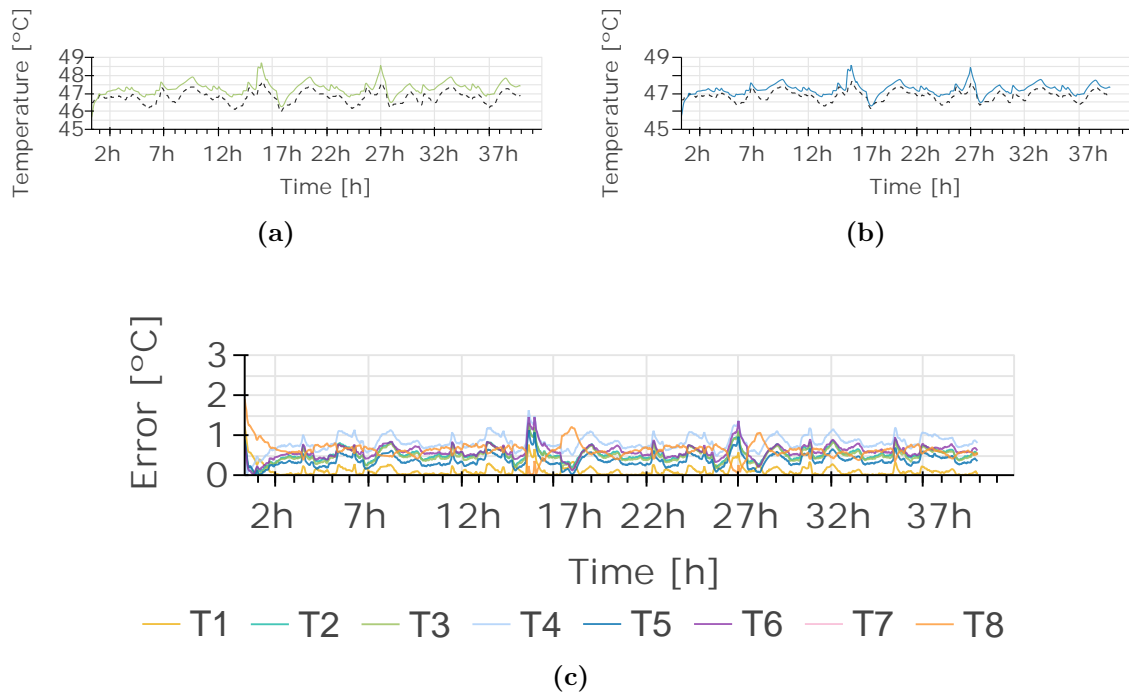 Temperature [°C]
49
48
47
46
45
2h 7h 12h 17h 22h 27h 32h 37h
Time [h]
(a)
Temperature [°C]
49
47
45
2h 7h 12h 17h 22h 27h 32h 37h
Time [h]
(b)
Error [°C]
3
2
1
0
2h 7h 12h 17h 22h 27h 32h 37h
Time [h]
T1 T2 T3 T4 T5 T6 T7 T8
(c)